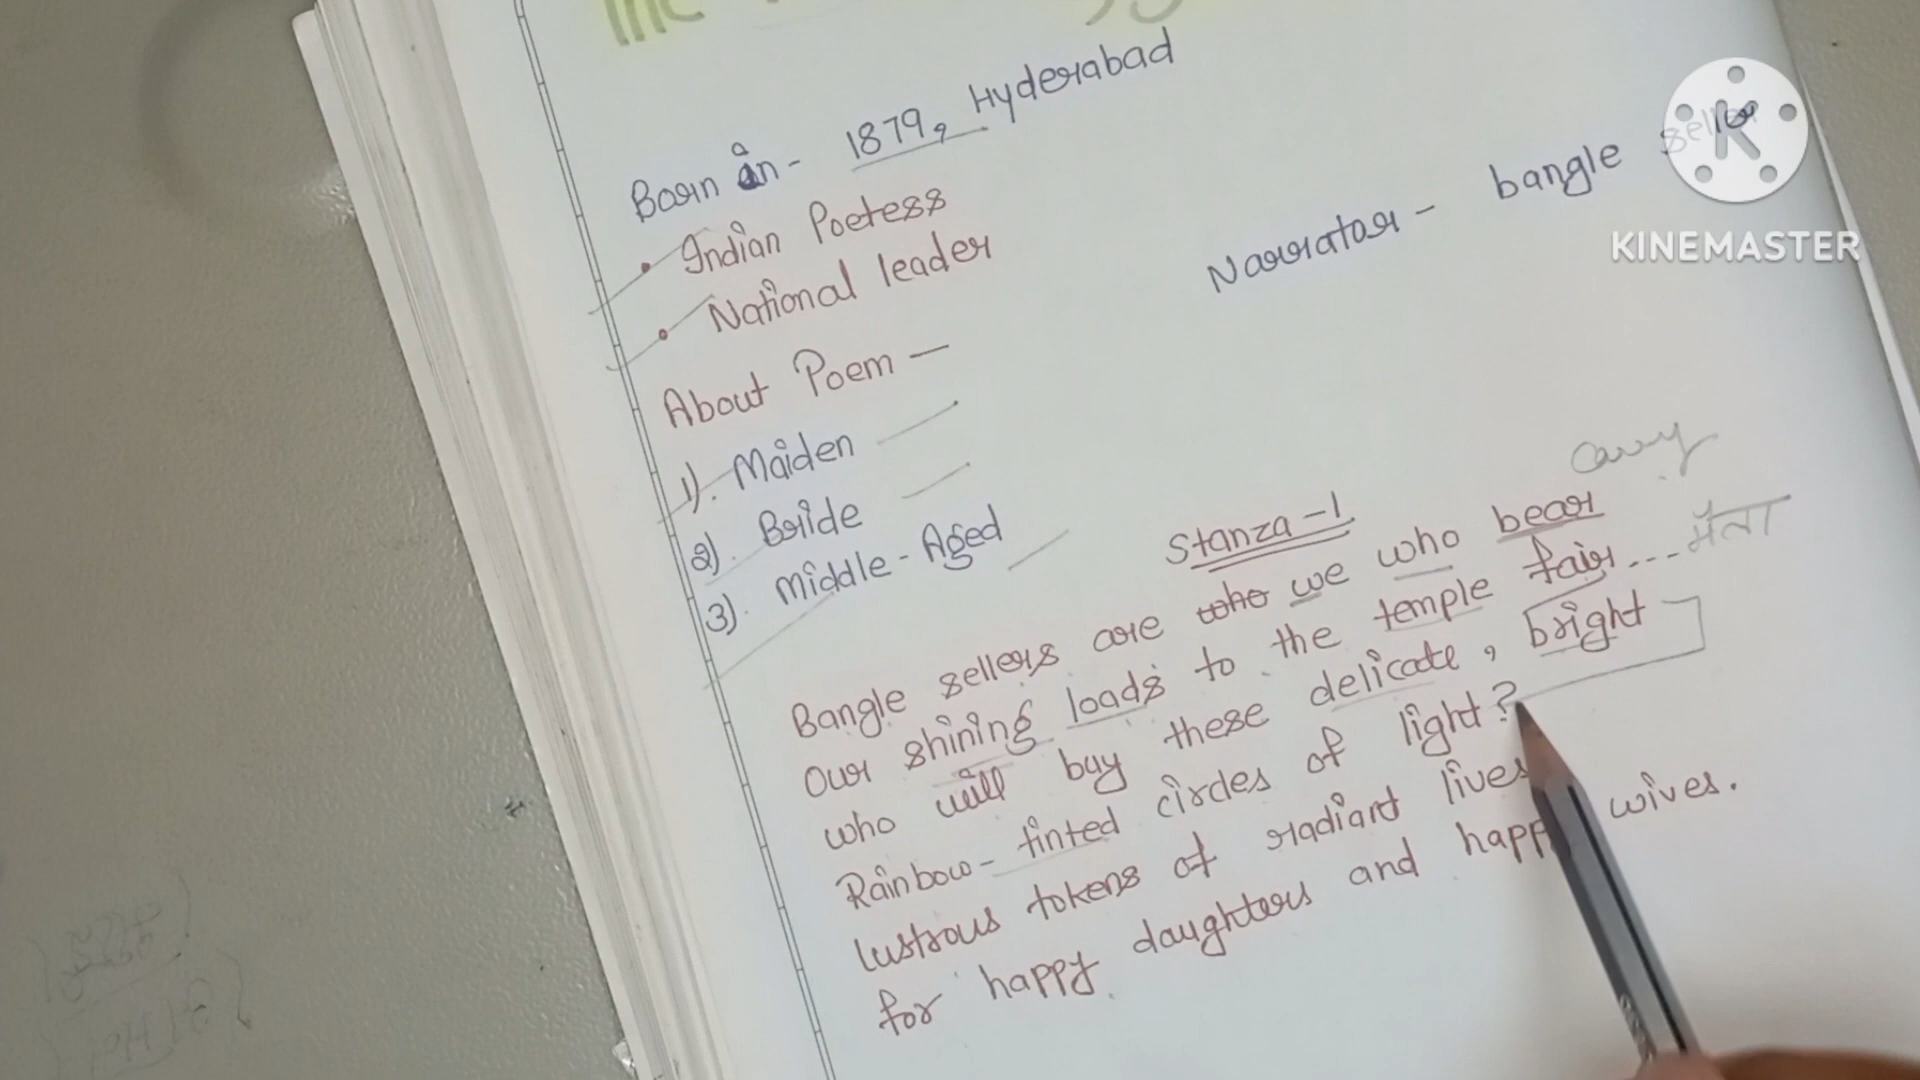 The
Born in - 1879, Hyderabad
• Indian Poetess
• National leader
Narrator - bangle seller
KINEMASTER
About Poem —
1). Maiden
2). Bride
3). Middle-Aged
carry
Stanza-1
Bangle sellers are who we who bear
our shining loads to the temple fair... मेला
who will buy these delicate, bright
Rainbow-tinted circles of light?
lustrous tokens of radiant lives
for happy daughters and happy wives.